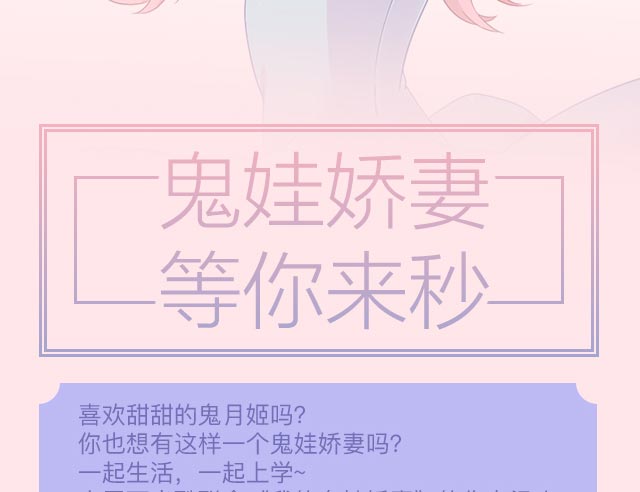 鬼娃娇妻
等你来秒
喜欢甜甜的鬼月姬吗?
你也想有这样一个鬼娃娇妻吗?
一起生活，一起上学~